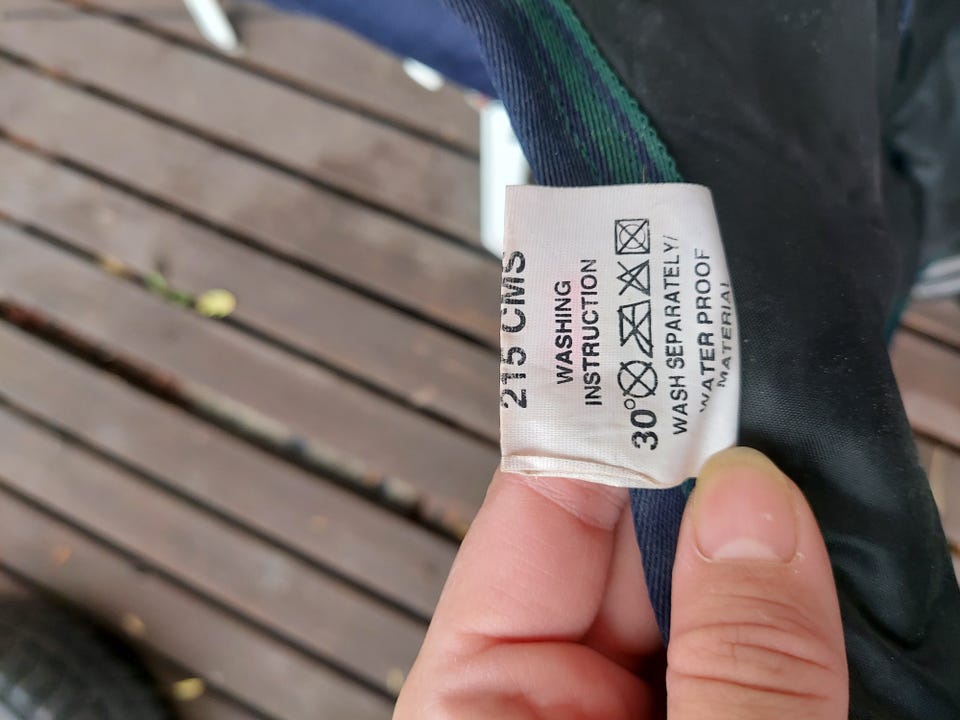 215 CMS
WASHING
INSTRUCTION
30°
WASH SEPARATELY/
WATER PROOF
MATERIAL